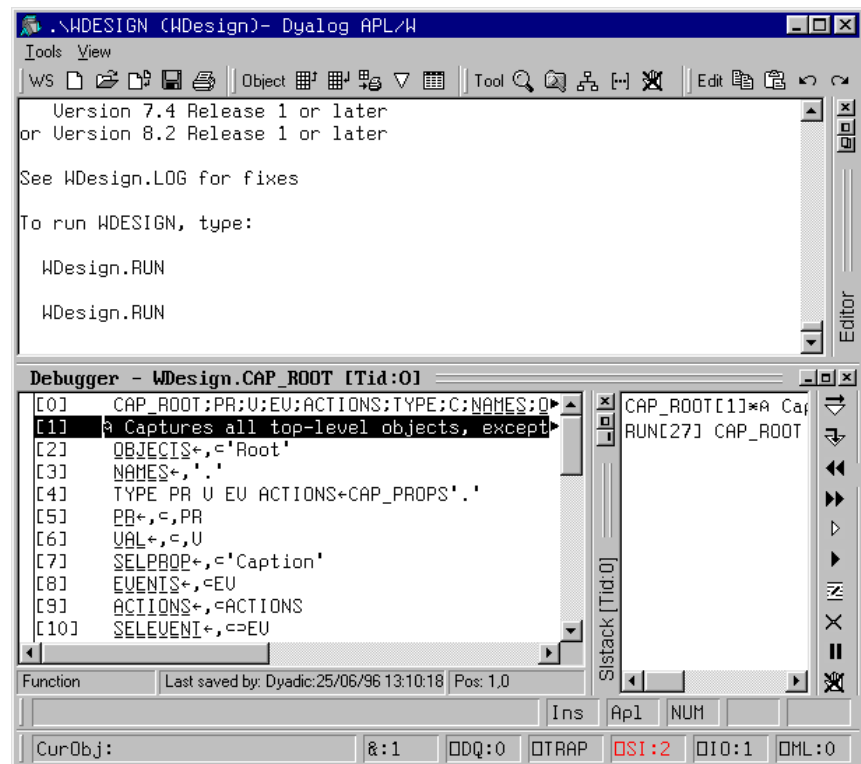 .\WDESIGN (WDesign)- Dyalog APL/W
Tools View
WS Object Tool Edit
Version 7.4 Release 1 or later
or Version 8.2 Release 1 or later
See WDesign.LOG for fixes
To run WDESIGN, type:
WDesign.RUN
WDesign.RUN
Editor
Debugger - WDesign.CAP_ROOT [Tid:0]
[0] CAP_ROOT;PR;V;EV;ACTIONS;TYPE;C;NAMES;O
[1] ⍝ Captures all top-level objects, except
[2] OBJECTS←,⊂'Root'
[3] NAMES←,'.'
[4] TYPE PR V EV ACTIONS←CAP_PROPS'.'
[5] PR←,⊂,PR
[6] VAL←,⊂,V
[7] SELPROP←,⊂'Caption'
[8] EVENTS←,⊂EV
[9] ACTIONS←,⊂ACTIONS
[10] SELEVENT←,⊂⊃EV
SIstack [Tid:0]
CAP_ROOT[1]*⍝ Cap
RUN[27] CAP_ROOT
Function Last saved by: Dyadic:25/06/96 13:10:18 Pos: 1,0
Ins Apl NUM
CurObj: &:1 ⎕DQ:0 ⎕TRAP ⎕SI:2 ⎕IO:1 ⎕ML:0